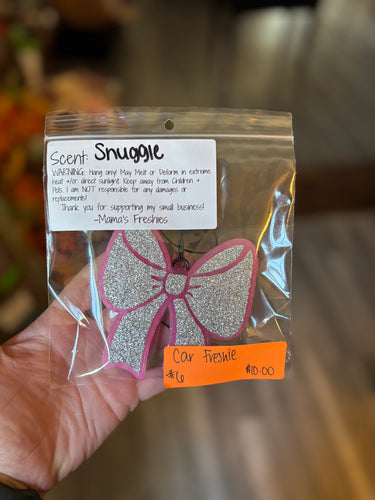 Scent: Snuggle
WARNING: Hang only! May Melt or Deform in extreme
heat +/or direct sunlight. Keep away from Children +
Pets. I am NOT responsible for any damages or
replacements!
Thank you for supporting my small business!
-Mama's Freshies
Car Freshie
#6 $10.00